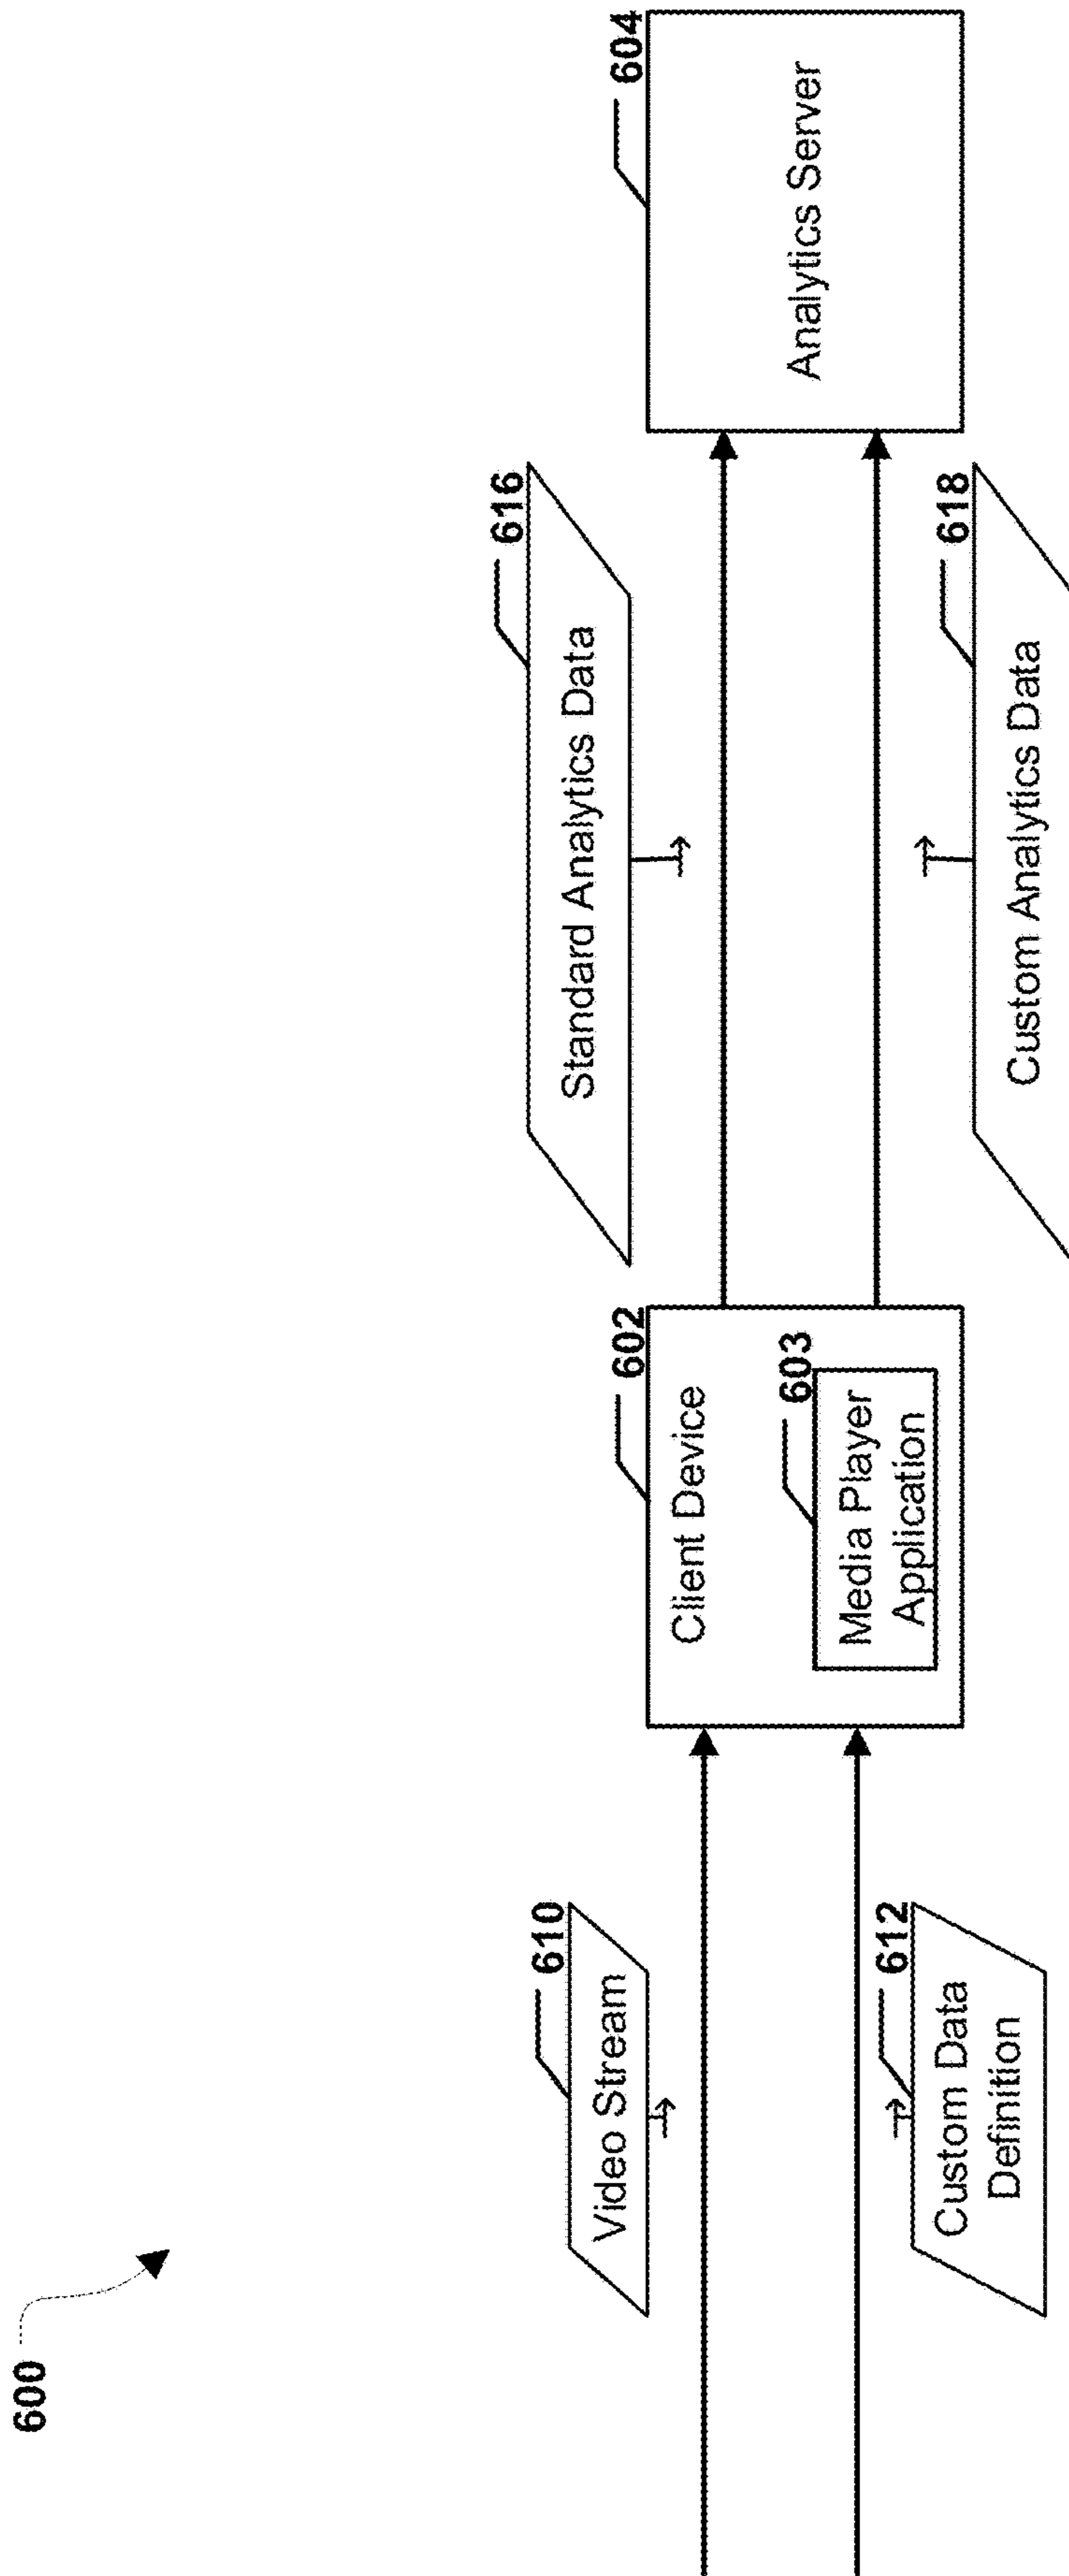 600
610
Video Stream
612
Custom Data
Definition
602
Client Device
603
Media Player
Application
616
Standard Analytics Data
618
Custom Analytics Data
604
Analytics Server